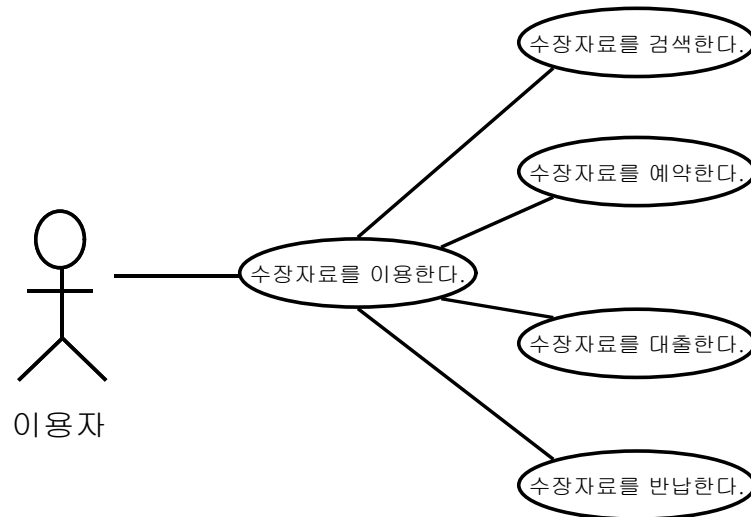 수장자료를 검색한다.
수장자료를 예약한다.
수장자료를 이용한다.
수장자료를 대출한다.
이용자
수장자료를 반납한다.